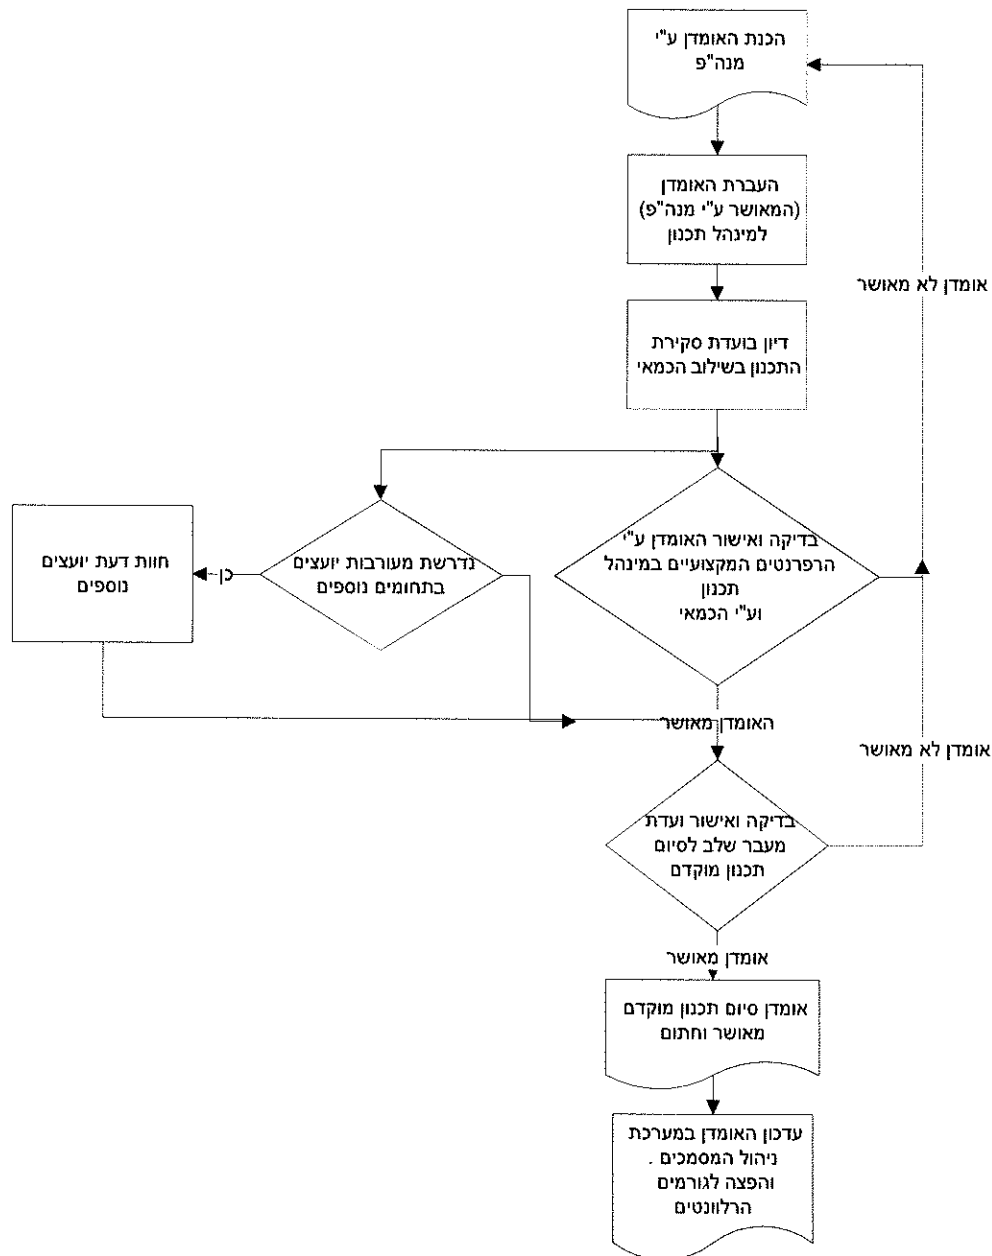 הכנת האומדן ע"י
מנה"פ
העברת האומדן
(המאושר ע"י מנה"פ)
למינהל תכנון
אומדן לא מאושר
דיון בועדת סקירת
התכנון בשילוב הכמאי
בדיקה ואישור האומדן ע"י
הרפרנטים המקצועיים במינהל
תכנון
וע"י הכמאי
נדרשת מעורבות יועצים
בתחומים נוספים
כן
חוות דעת יועצים
נוספים
האומדן מאושר
אומדן לא מאושר
בדיקה ואישור ועדת
מעבר שלב לסיום
תכנון מוקדם
אומדן מאושר
אומדן סיום תכנון מוקדם
מאושר וחתום
עדכון האומדן במערכת
ניהול המסמכים .
והפצה לגורמים
הרלוונטים